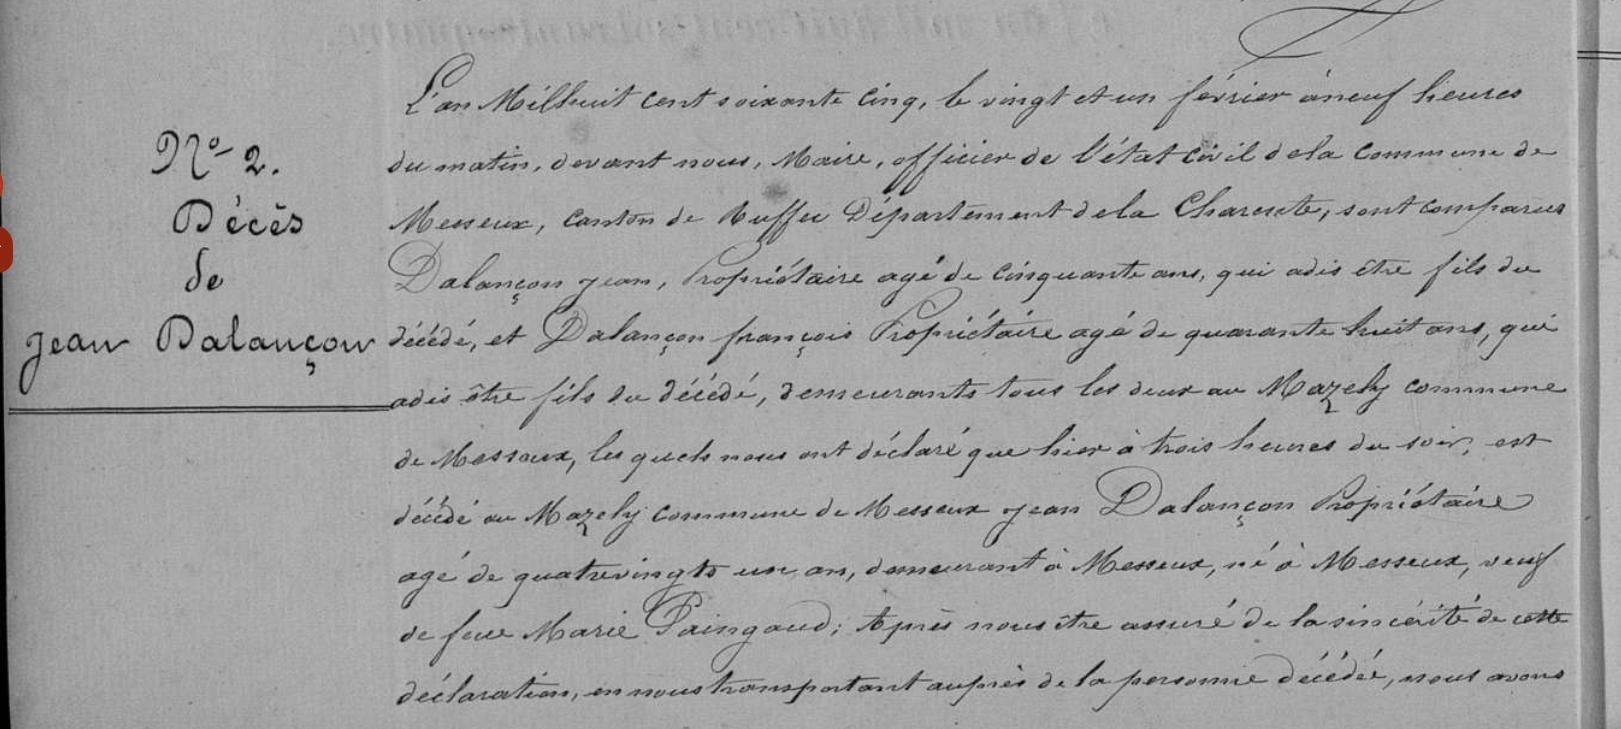 No 2.
Décès
de
Jean Dalançon
L'an Mil huit cent soixante cinq, le vingt et un février à neuf heures
du matin, devant nous, Maire, officier de l'état civil de la commune de
Messeux, canton de Ruffec Département de la Charente, sont comparus
Dalançon Jean, Propriétaire agé de cinquante ans, qui a dis être fils du
décédé, et Dalançon françois Propriétaire agé de quarante huit ans, qui
a dis être fils du décédé, demeurants tous les deux au Mazely commune
de Messeux, les quels nous ont déclaré que hier à trois heures du soir, est
décédé au Mazely commune de Messeux Jean Dalançon Propriétaire
agé de quatrevingts un an, demeurant à Messeux, né à Messeux, veuf
de feue Marie Paingaud; Après nous être assuré de la sincérité de cette
déclaration, en nous transportant auprès de la personne décédée, nous avons